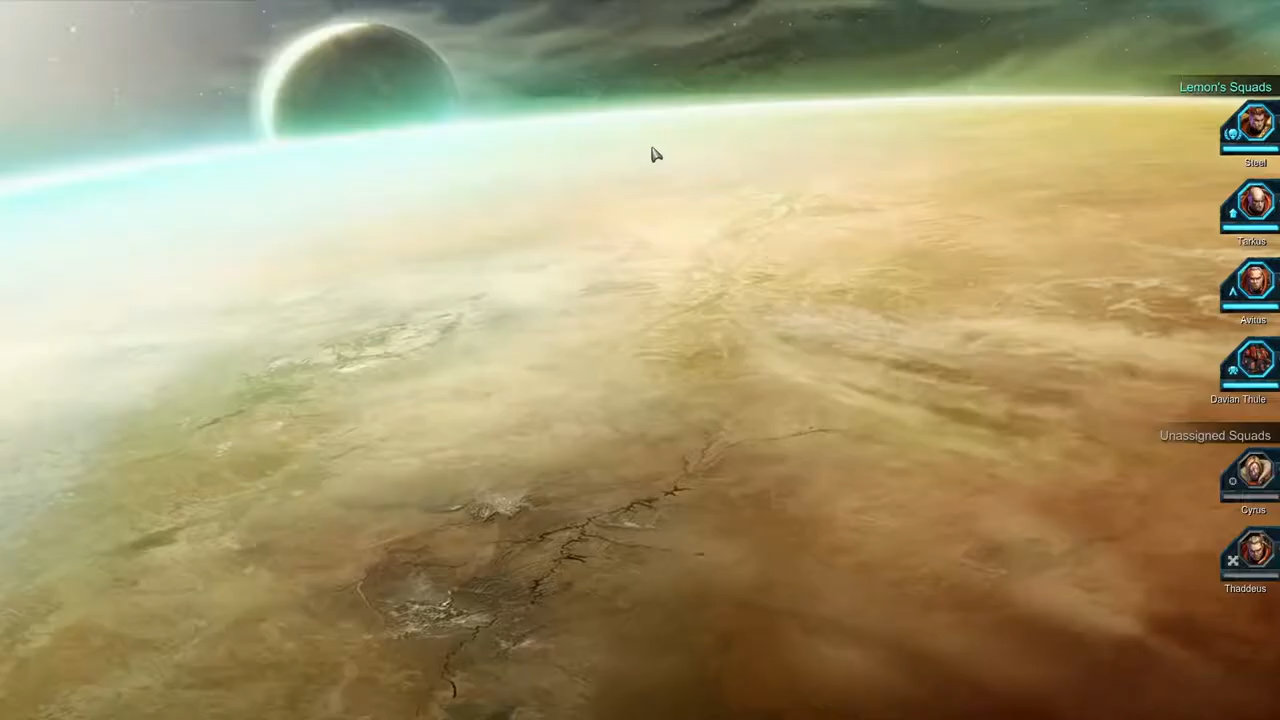 Lemon's Squads
Steel
Tarkus
Avitus
Davian Thule
Unassigned Squads
Cyrus
Thaddeus